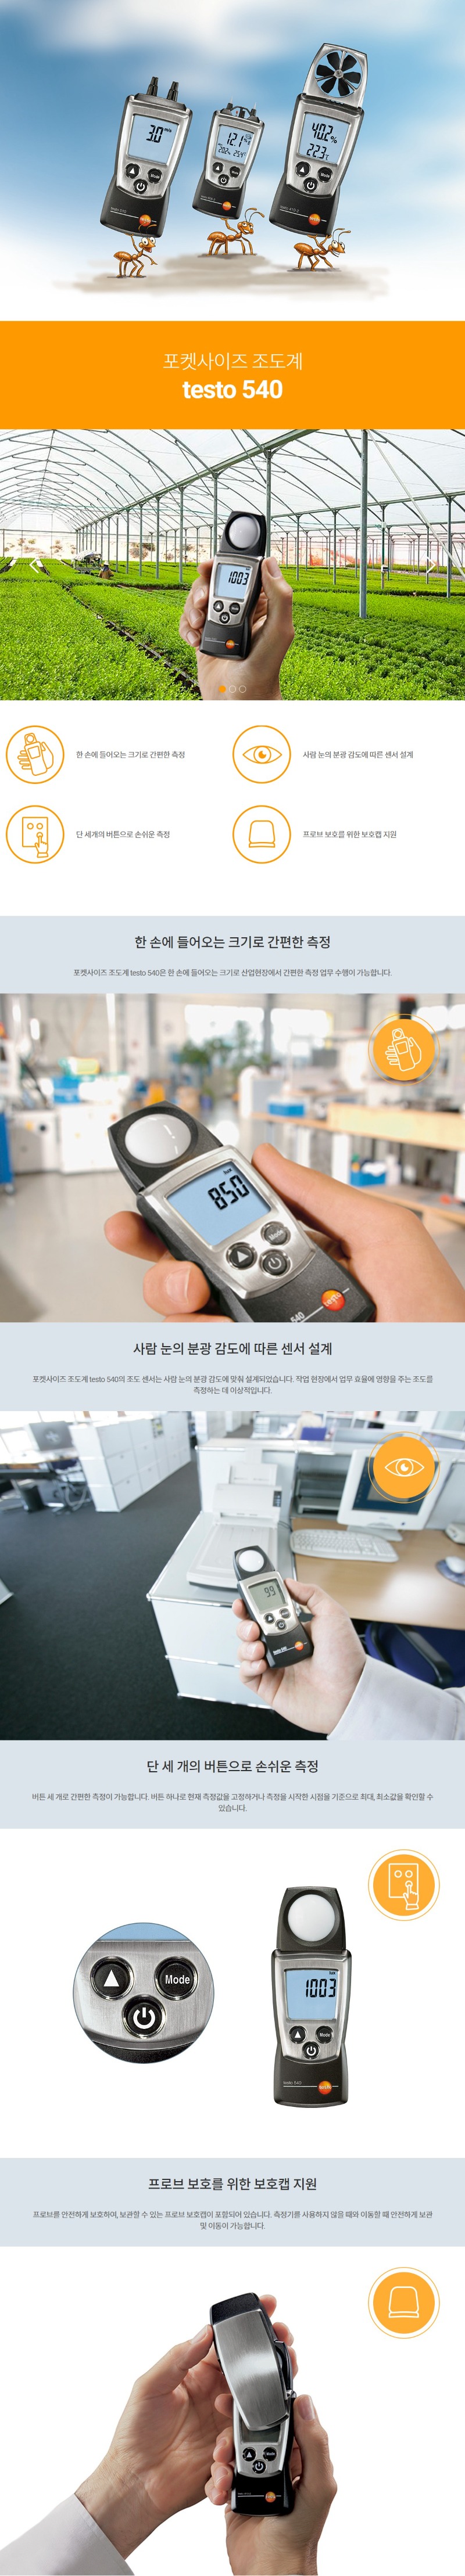 3.0 m/s
12.1
40.2 %
22.3
Mode
testo
포켓사이즈 조도계
testo 540
1003
testo
한 손에 들어오는 크기로 간편한 측정
사람 눈의 분광 감도에 따른 센서 설계
단 세개의 버튼으로 손쉬운 측정
프로브 보호를 위한 보호캡 지원
한 손에 들어오는 크기로 간편한 측정
포켓사이즈 조도계 testo 540은 한 손에 들어오는 크기로 산업현장에서 간편한 측정 업무 수행이 가능합니다.
850
Mode
testo
540
사람 눈의 분광 감도에 따른 센서 설계
포켓사이즈 조도계 testo 540의 조도 센서는 사람 눈의 분광 감도에 맞춰 설계되었습니다. 작업 현장에서 업무 효율에 영향을 주는 조도를
측정하는 데 이상적입니다.
99
단 세 개의 버튼으로 손쉬운 측정
버튼 세 개로 간편한 측정이 가능합니다. 버튼 하나로 현재 측정값을 고정하거나 측정을 시작한 시점을 기준으로 최대, 최소값을 확인할 수
있습니다.
Mode
1003
Mode
testo 540
testo
프로브 보호를 위한 보호캡 지원
프로브를 안전하게 보호하여, 보관할 수 있는 프로브 보호캡이 포함되어 있습니다. 측정기를 사용하지 않을 때와 이동할 때 안전하게 보관
및 이동이 가능합니다.
Mode